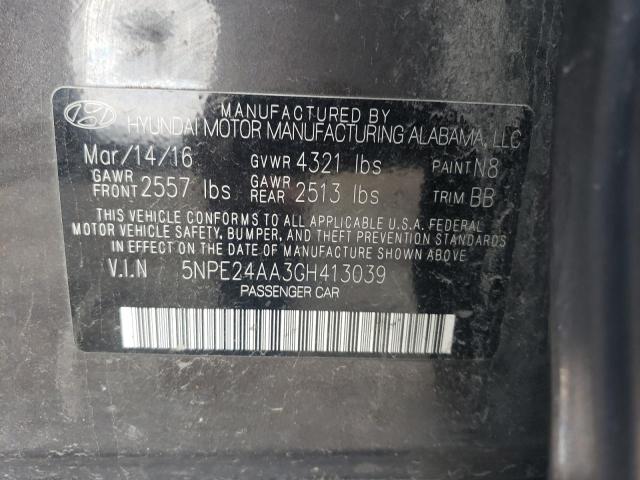 MANUFACTURED BY
HYUNDAI MOTOR MANUFACTURING ALABAMA, LLC
Mar/14/16 GVWR 4321 lbs PAINT N8
GAWR FRONT 2557 lbs GAWR REAR 2513 lbs TRIM BB
THIS VEHICLE CONFORMS TO ALL APPLICABLE U.S.A. FEDERAL
MOTOR VEHICLE SAFETY, BUMPER, AND THEFT PREVENTION STANDARDS
IN EFFECT ON THE DATE OF MANUFACTURE SHOWN ABOVE.
V.I.N 5NPE24AA3GH413039
PASSENGER CAR